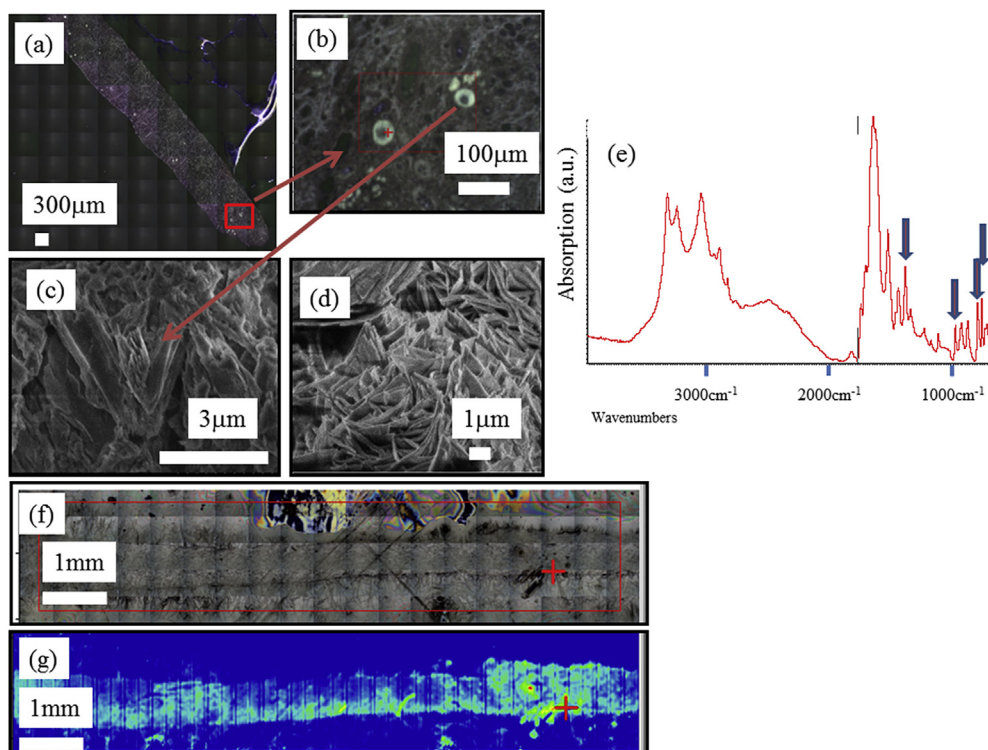 (a)
300μm
(b)
100μm
(c)
3μm
(d)
1μm
(e)
Absorption (a.u.)
3000cm-1
2000cm-1
1000cm-1
Wavenumbers
(f)
1mm
(g)
1mm